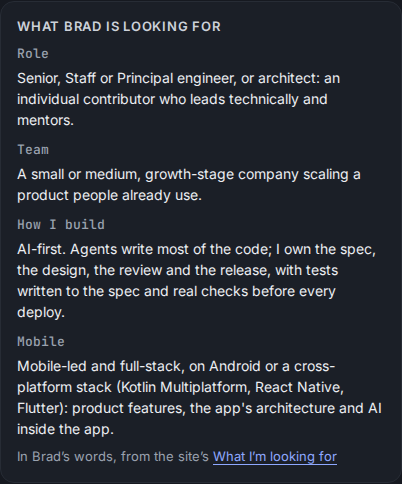 WHAT BRAD IS LOOKING FOR
Role
Senior, Staff or Principal engineer, or architect: an
individual contributor who leads technically and
mentors.
Team
A small or medium, growth-stage company scaling a
product people already use.
How I build
AI-first. Agents write most of the code; I own the spec,
the design, the review and the release, with tests
written to the spec and real checks before every
deploy.
Mobile
Mobile-led and full-stack, on Android or a cross-
platform stack (Kotlin Multiplatform, React Native,
Flutter): product features, the app's architecture and AI
inside the app.
In Brad's words, from the site's What I'm looking for